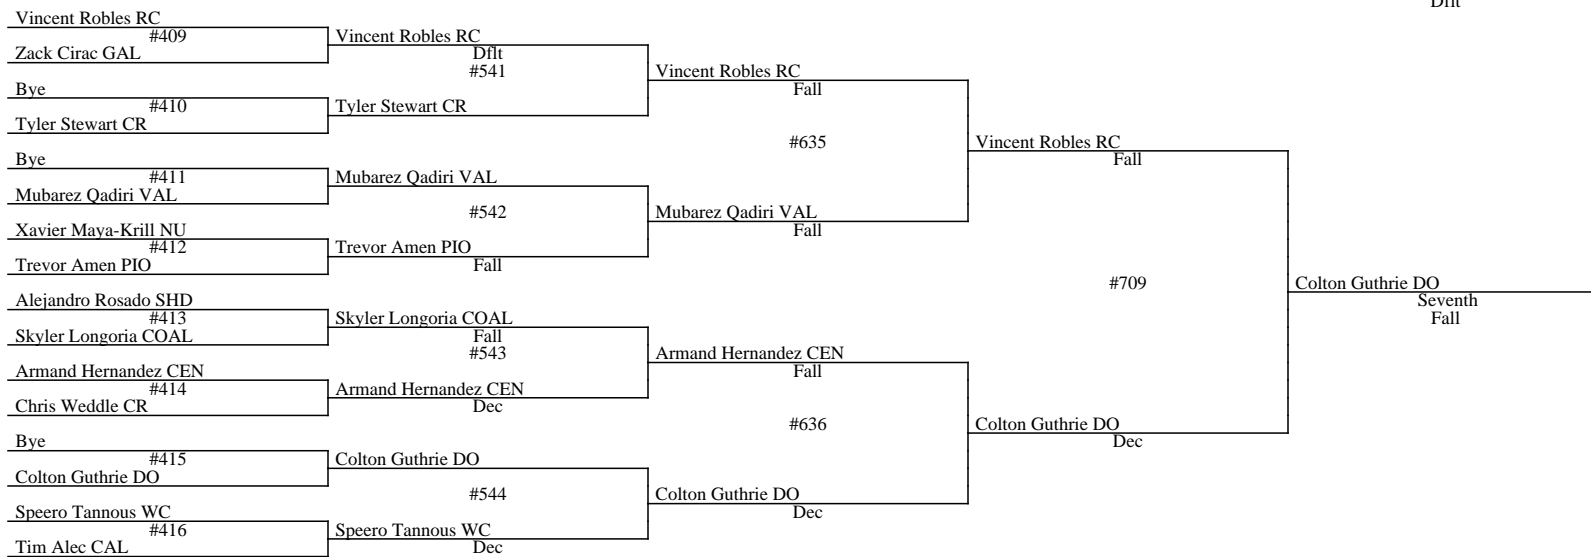 Dflt
Vincent Robles RC
#409
Zack Cirac GAL
Vincent Robles RC
Dflt
#541
Bye
#410
Tyler Stewart CR
Tyler Stewart CR
Vincent Robles RC
Fall
#635
Bye
#411
Mubarez Qadiri VAL
Mubarez Qadiri VAL
#542
Xavier Maya-Krill NU
#412
Trevor Amen PIO
Trevor Amen PIO
Fall
Mubarez Qadiri VAL
Fall
Vincent Robles RC
Fall
#709
Alejandro Rosado SHD
#413
Skyler Longoria COAL
Skyler Longoria COAL
Fall
#543
Armand Hernandez CEN
#414
Chris Weddle CR
Armand Hernandez CEN
Dec
Armand Hernandez CEN
Fall
#636
Bye
#415
Colton Guthrie DO
Colton Guthrie DO
#544
Speero Tannous WC
#416
Tim Alec CAL
Speero Tannous WC
Dec
Colton Guthrie DO
Dec
Colton Guthrie DO
Dec
Colton Guthrie DO
Seventh
Fall